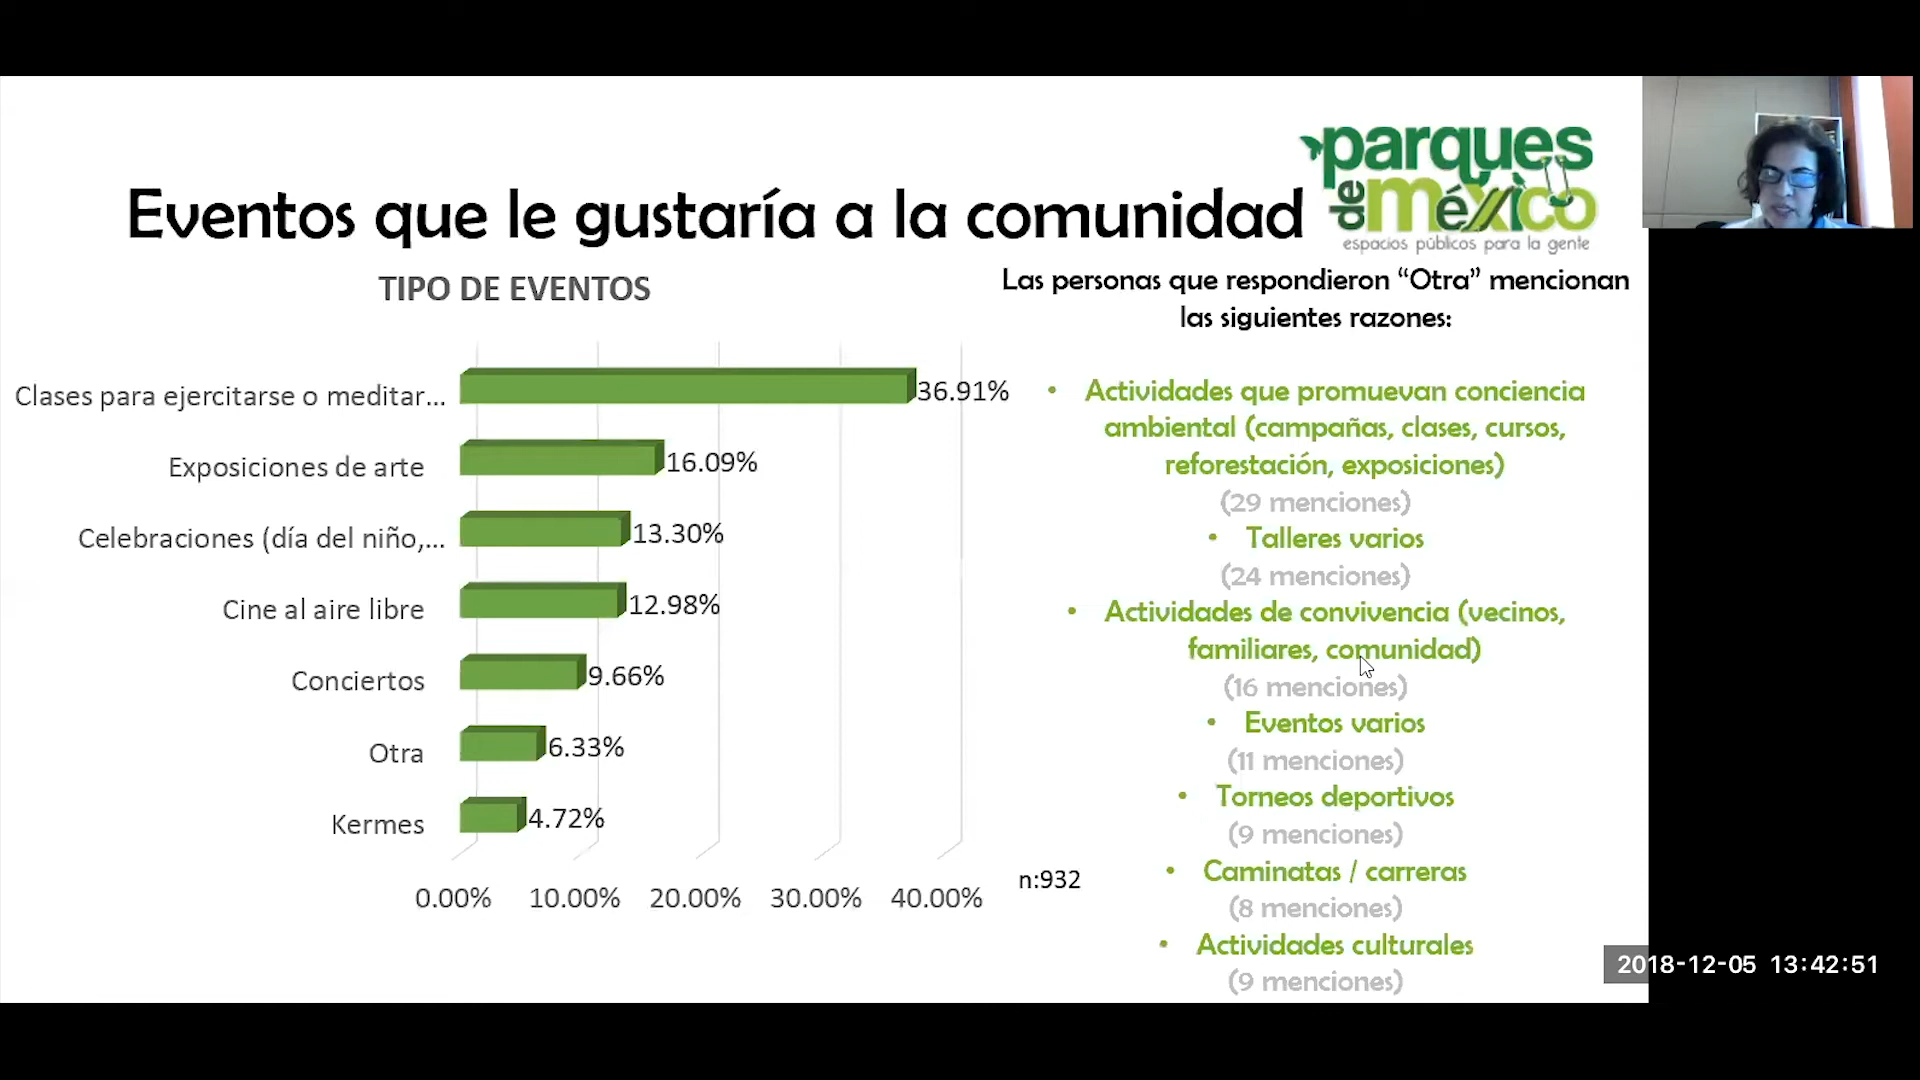 parques
de méxico
espacios públicos para la gente
Eventos que le gustaría a la comunidad
TIPO DE EVENTOS
Clases para ejercitarse o meditar...
36.91%
Exposiciones de arte
16.09%
Celebraciones (día del niño,...
13.30%
Cine al aire libre
12.98%
Conciertos
9.66%
Otra
6.33%
Kermes
4.72%
0.00% 10.00% 20.00% 30.00% 40.00%
n:932
Las personas que respondieron “Otra” mencionan
las siguientes razones:
• Actividades que promuevan conciencia
ambiental (campañas, clases, cursos,
reforestación, exposiciones)
(29 menciones)
• Talleres varios
(24 menciones)
• Actividades de convivencia (vecinos,
familiares, comunidad)
(16 menciones)
• Eventos varios
(11 menciones)
• Torneos deportivos
(9 menciones)
• Caminatas / carreras
(8 menciones)
• Actividades culturales
(9 menciones)
2018-12-05 13:42:51